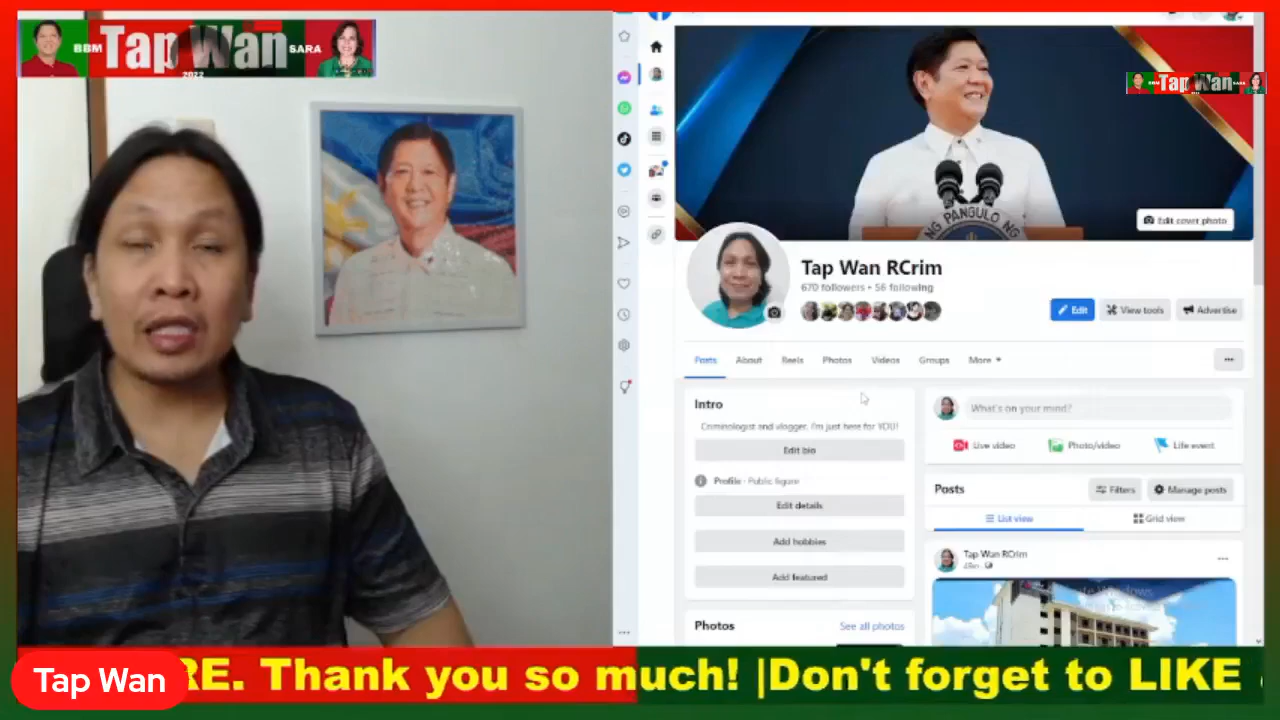 BBM Tap Wan SARA
2022
BBM Tap Wan SARA
NG PANGULO NG
Edit cover photo
Tap Wan RCrim
670 followers • 56 following
Edit
View tools
Advertise
Posts
About
Reels
Photos
Videos
Groups
More
Intro
Criminologist and vlogger. I'm just here for YOU!
Edit bio
Profile · Public figure
Edit details
Add hobbies
Add featured
Photos
See all photos
What's on your mind?
Live video
Photo/video
Life event
Posts
Filters
Manage posts
List view
Grid view
Tap Wan RCrim
Tap Wan
RE. Thank you so much! |Don't forget to LIKE